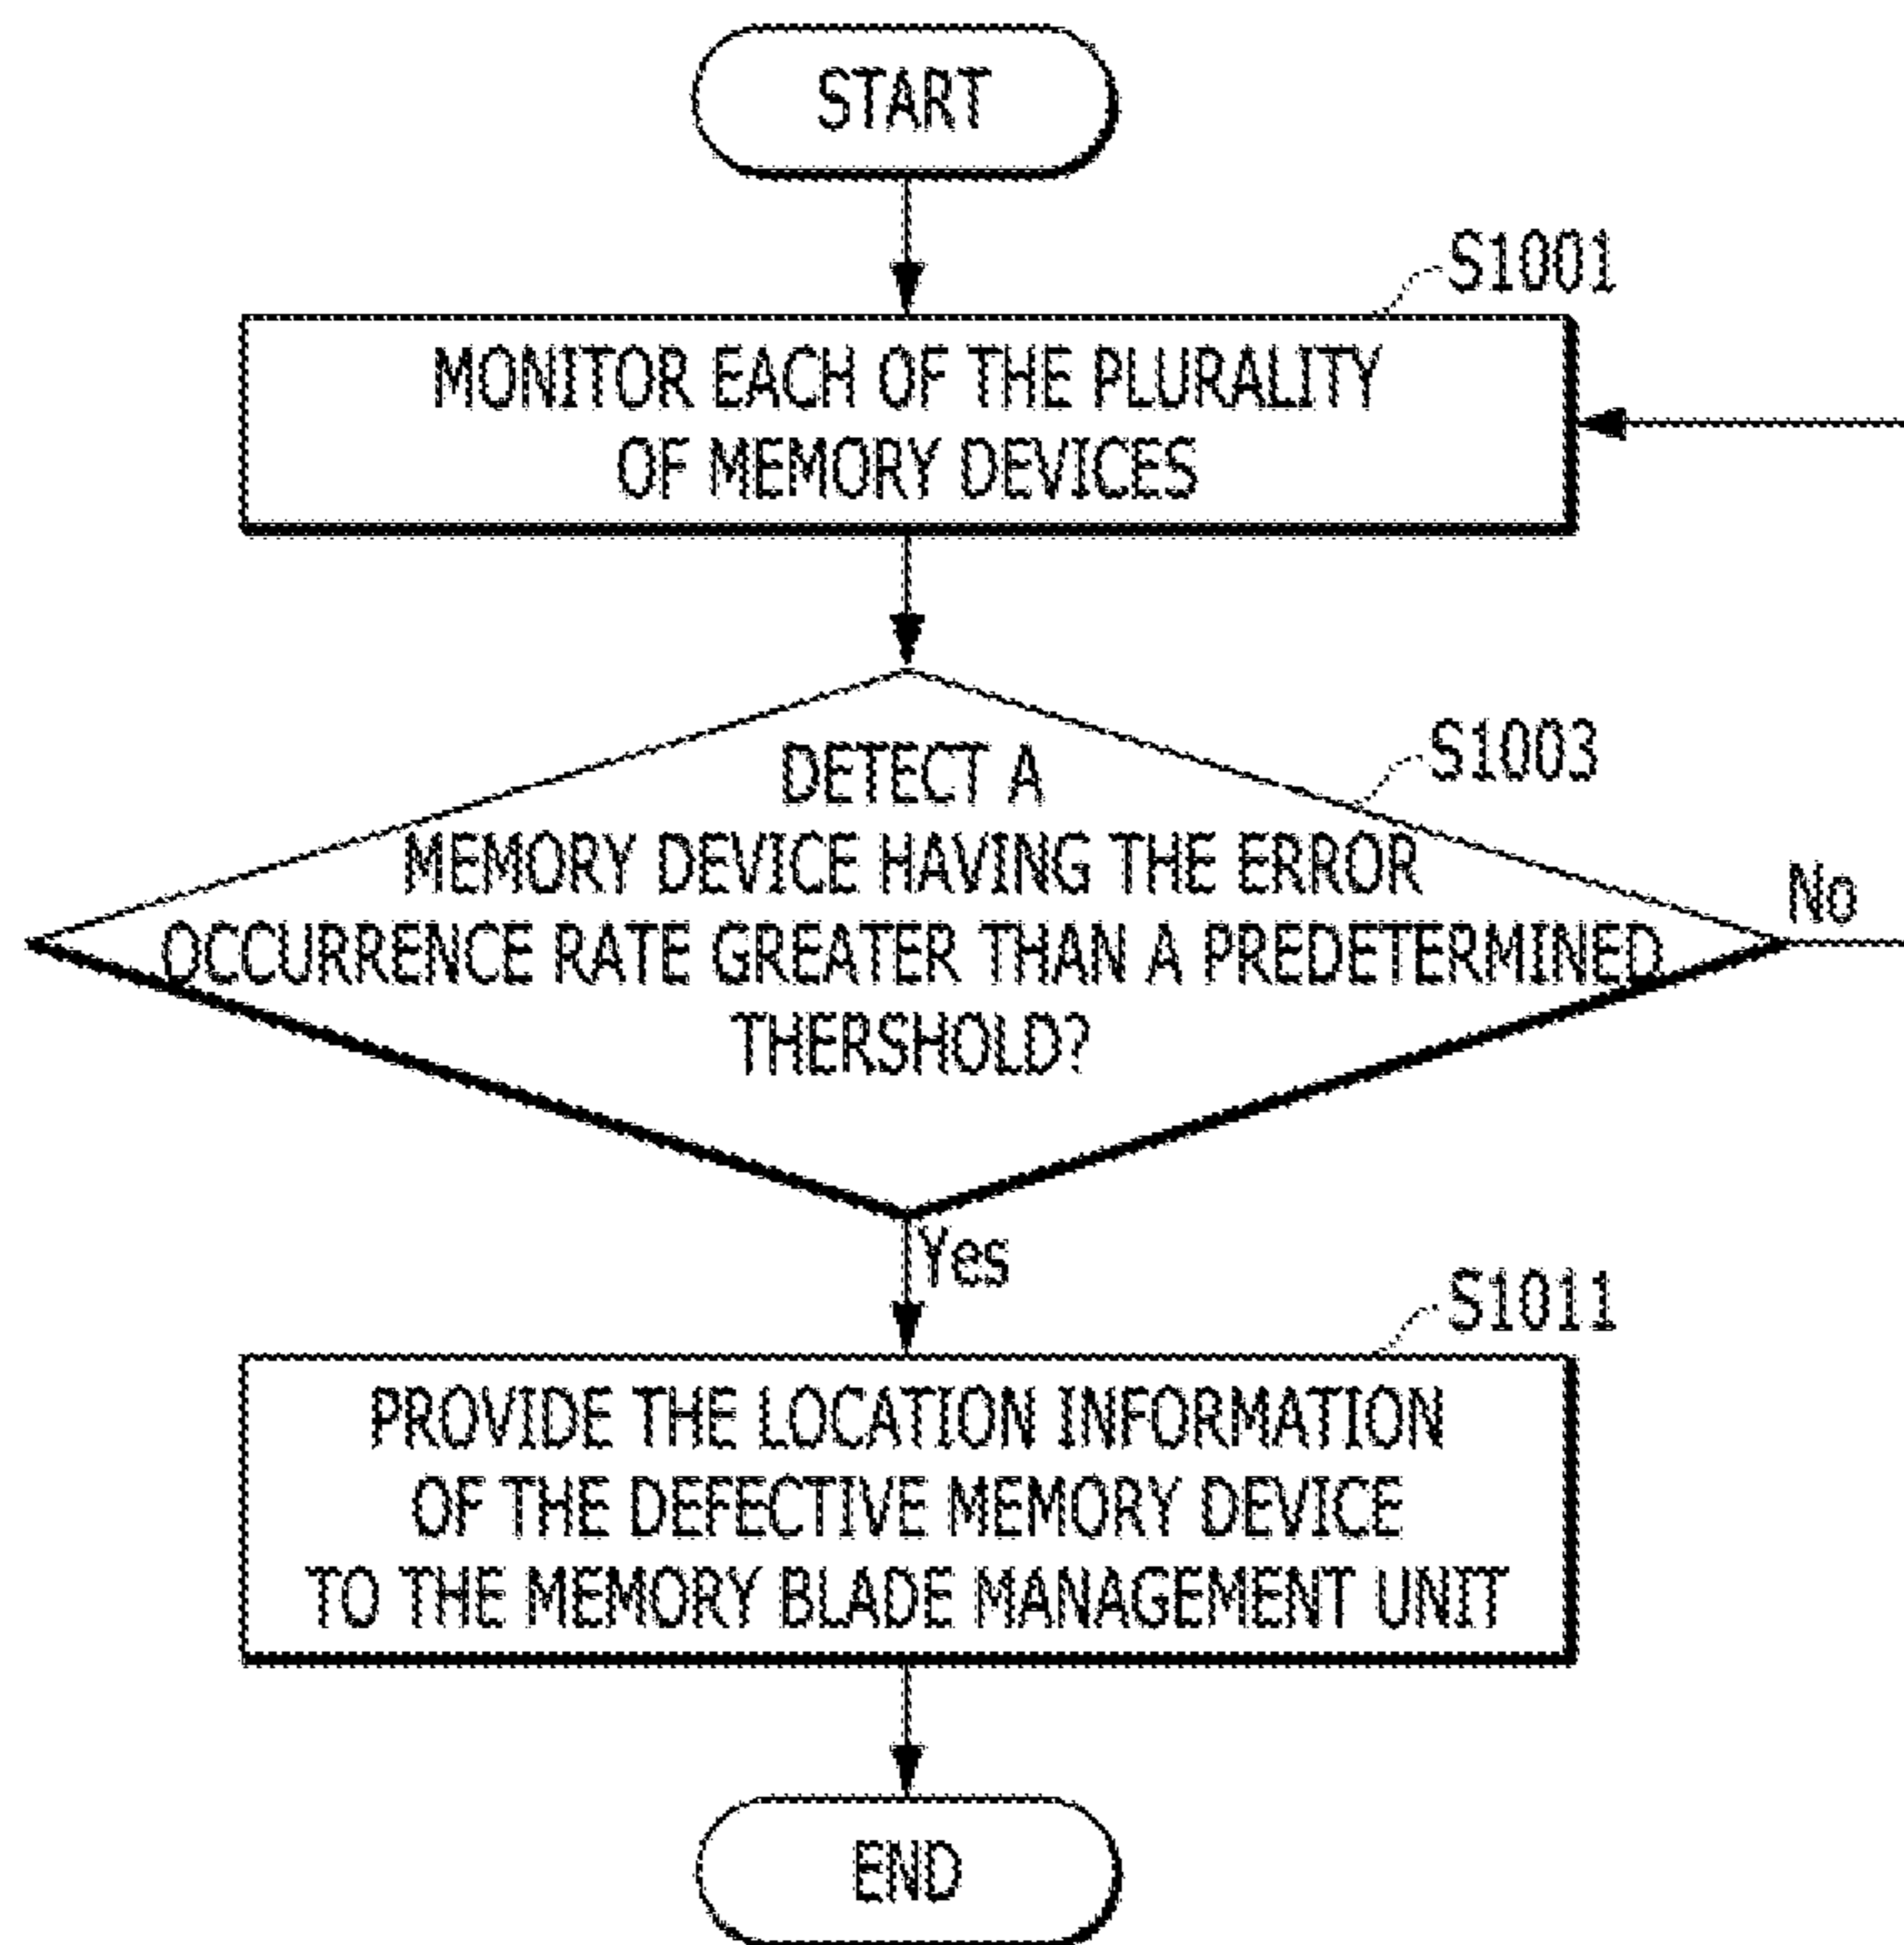 START
S1001
MONITOR EACH OF THE PLURALITY
OF MEMORY DEVICES
S1003
DETECT A
MEMORY DEVICE HAVING THE ERROR
OCCURRENCE RATE GREATER THAN A PREDETERMINED
THERSHOLD?
No
Yes
S1011
PROVIDE THE LOCATION INFORMATION
OF THE DEFECTIVE MEMORY DEVICE
TO THE MEMORY BLADE MANAGEMENT UNIT
END